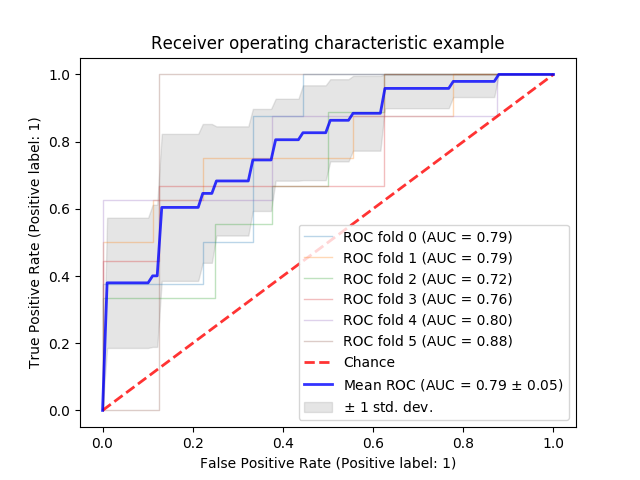 Receiver operating characteristic example
True Positive Rate (Positive label: 1)
1.0
0.8
0.6
0.4
0.2
0.0
ROC fold 0 (AUC = 0.79)
ROC fold 1 (AUC = 0.79)
ROC fold 2 (AUC = 0.72)
ROC fold 3 (AUC = 0.76)
ROC fold 4 (AUC = 0.80)
ROC fold 5 (AUC = 0.88)
Chance
Mean ROC (AUC = 0.79 ± 0.05)
± 1 std. dev.
0.0 0.2 0.4 0.6 0.8 1.0
False Positive Rate (Positive label: 1)